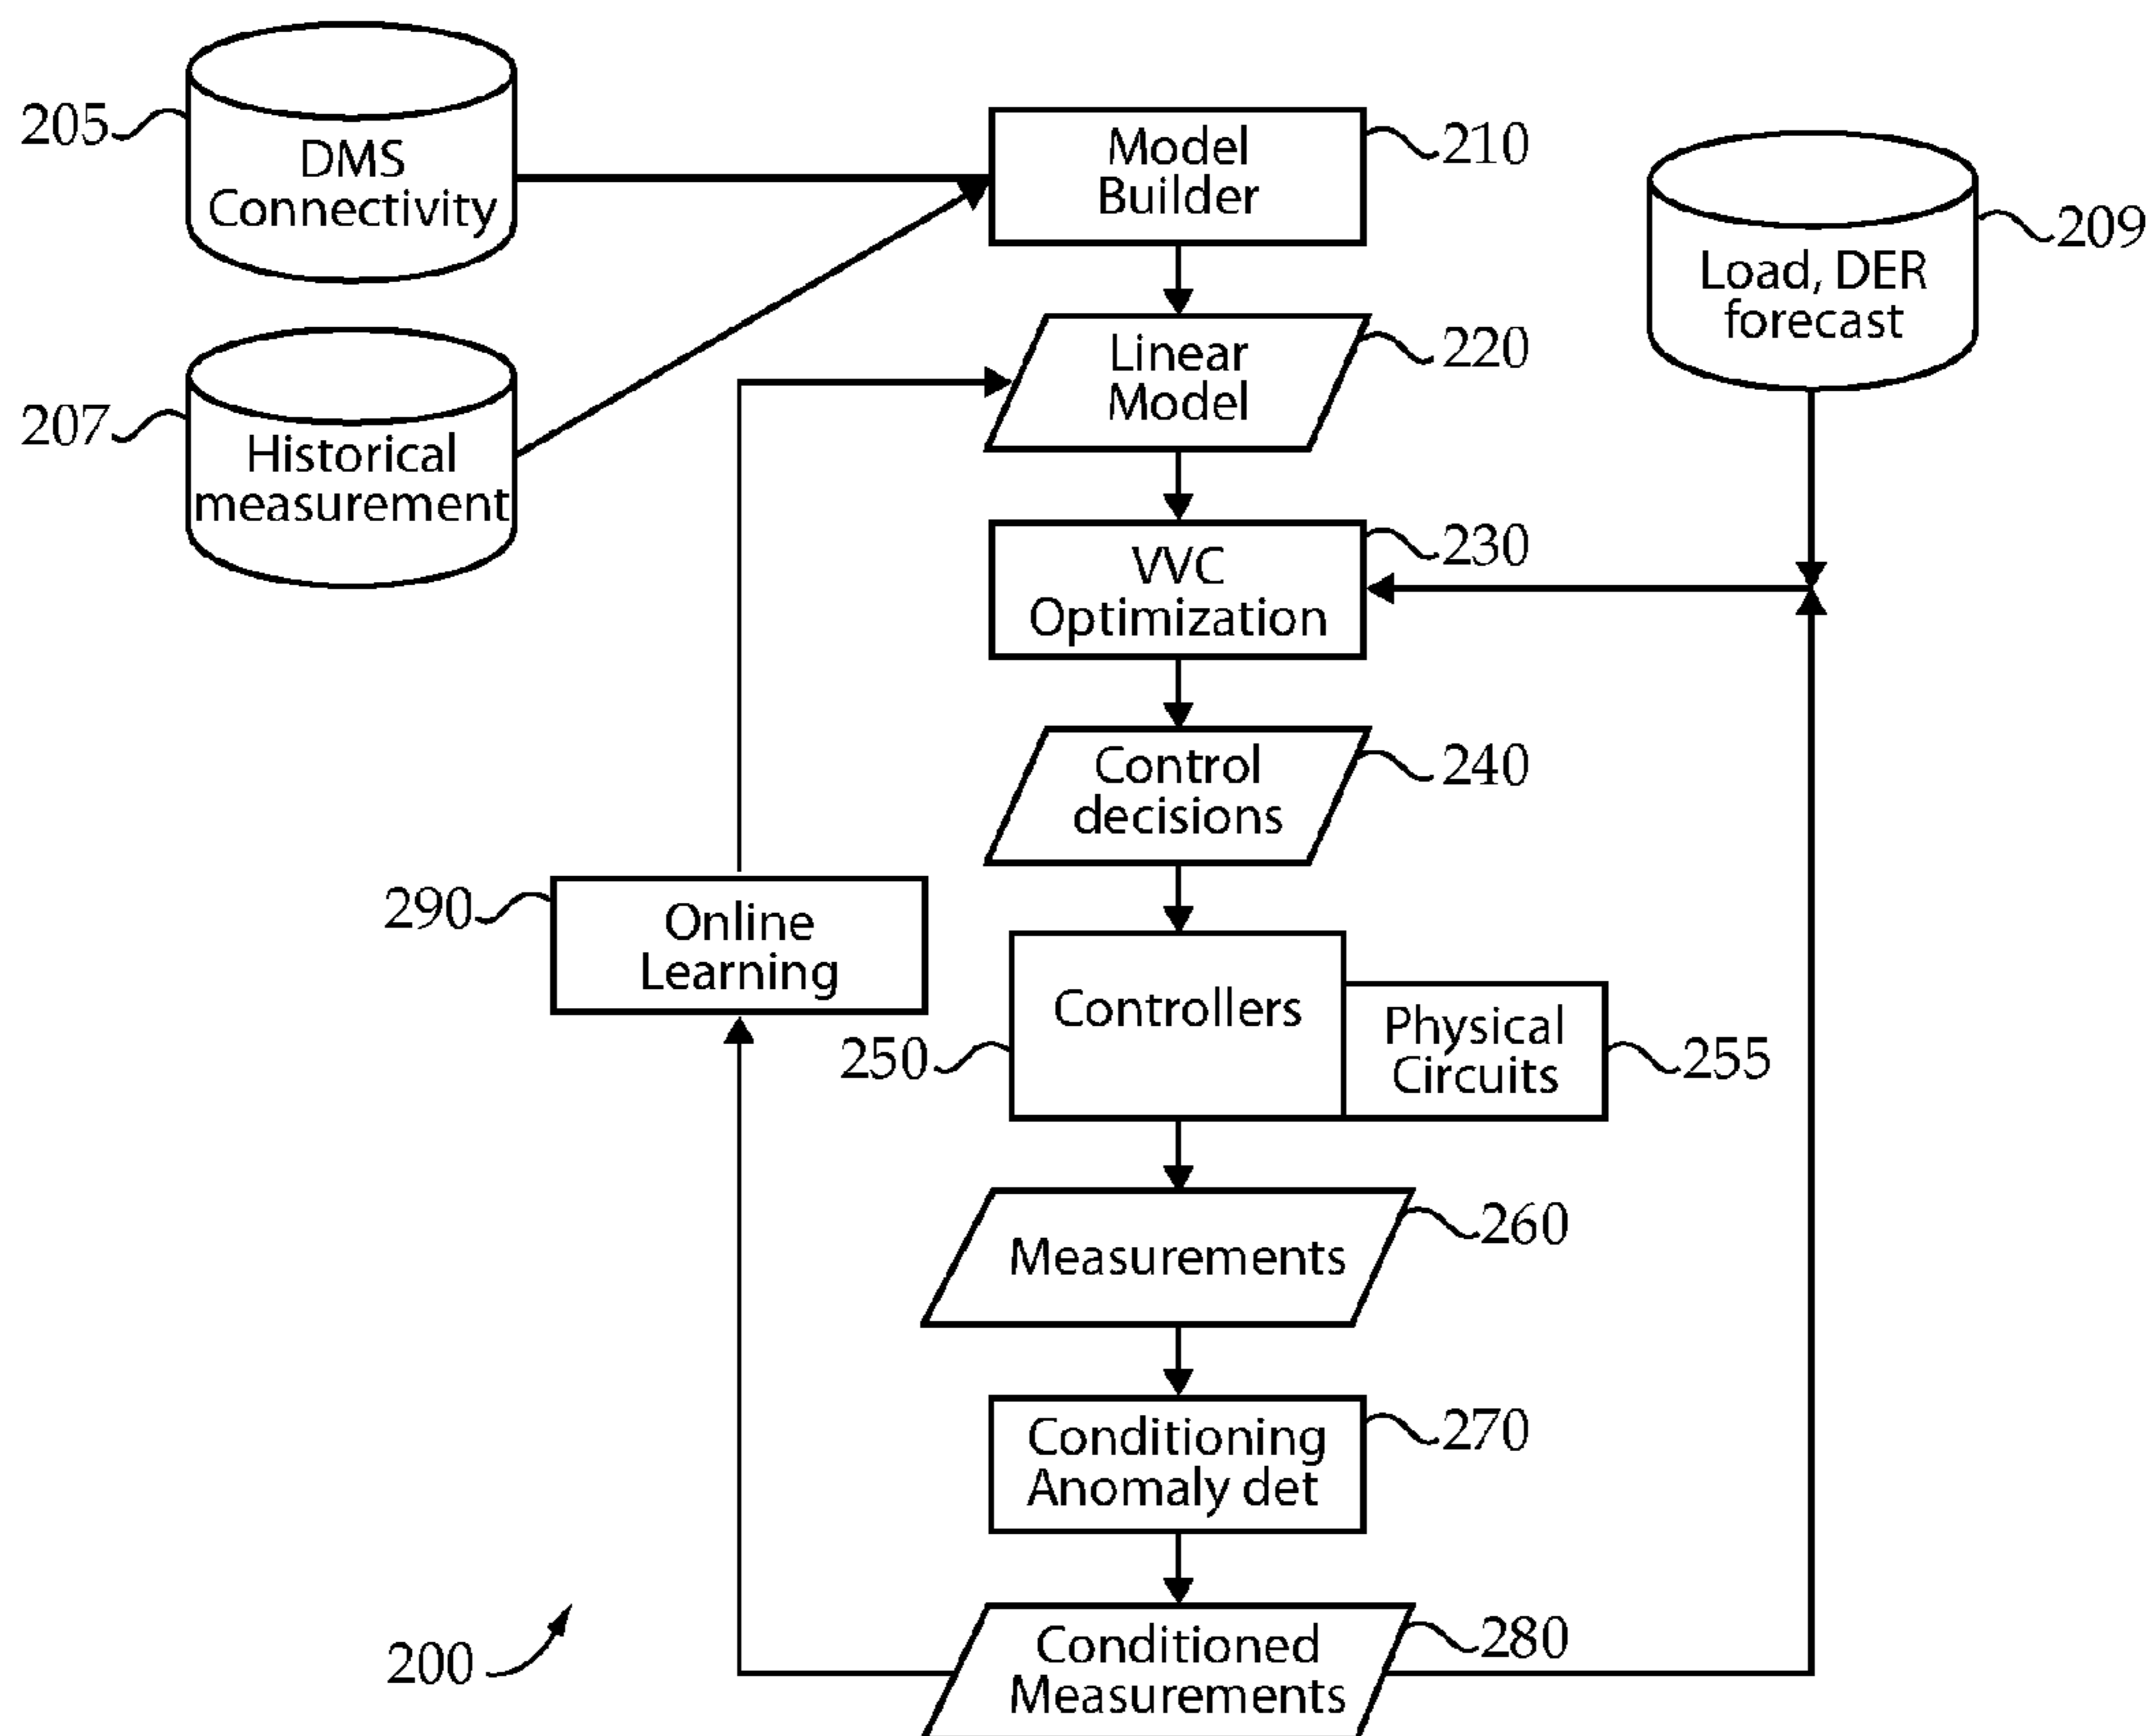 205
DMS
Connectivity
Model
Builder
210
Load, DER
forecast
209
207
Historical
measurement
Linear
Model
220
VVC
Optimization
230
Control
decisions
240
290
Online
Learning
Controllers
250
Physical
Circuits
255
Measurements
260
Conditioning
Anomaly det
270
200
Conditioned
Measurements
280